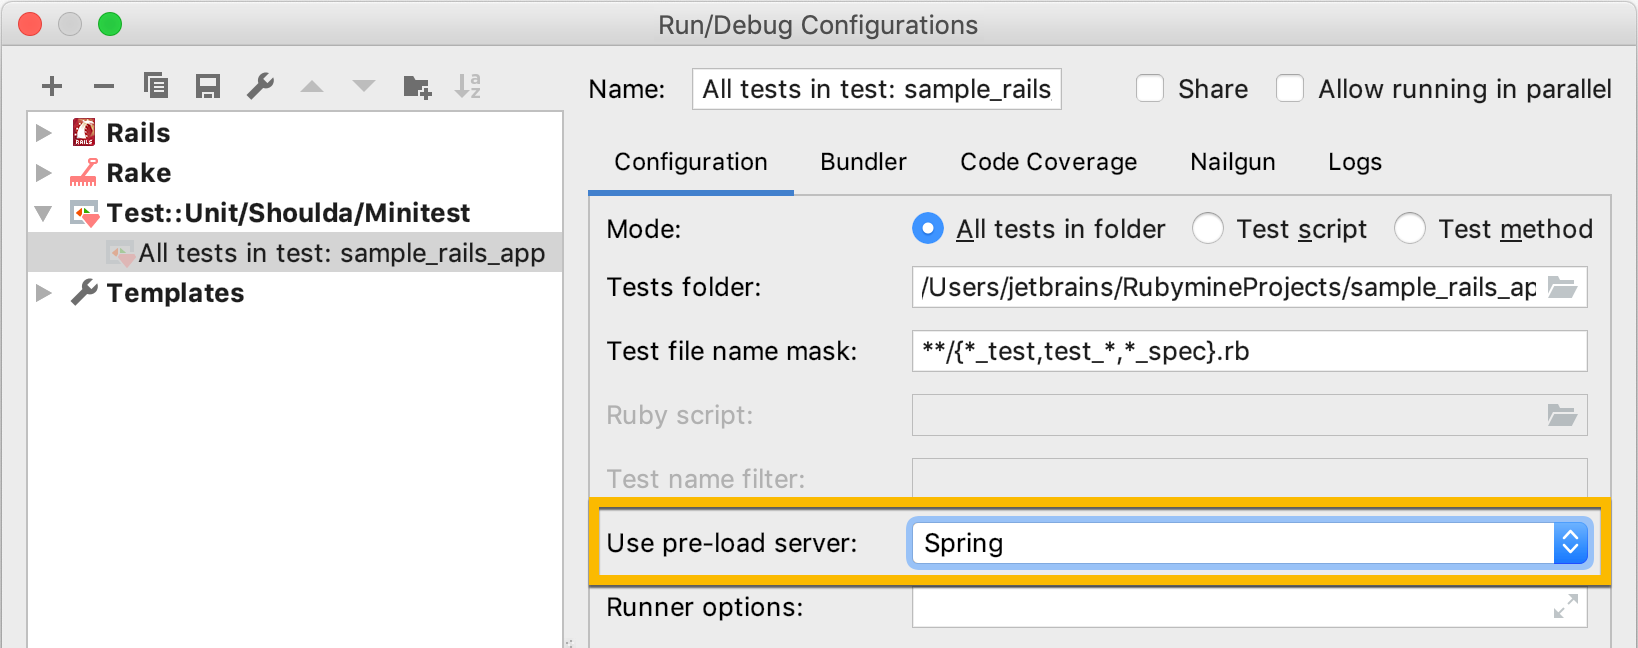 Run/Debug Configurations
Name: All tests in test: sample_rails Share Allow running in parallel
RAILS Rails
Rake
Test::Unit/Shoulda/Minitest
All tests in test: sample_rails_app
Templates
Configuration Bundler Code Coverage Nailgun Logs
Mode: All tests in folder Test script Test method
Tests folder: /Users/jetbrains/RubymineProjects/sample_rails_ap
Test file name mask: **/{*_test,test_*,*_spec}.rb
Ruby script:
Test name filter:
Use pre-load server: Spring
Runner options: